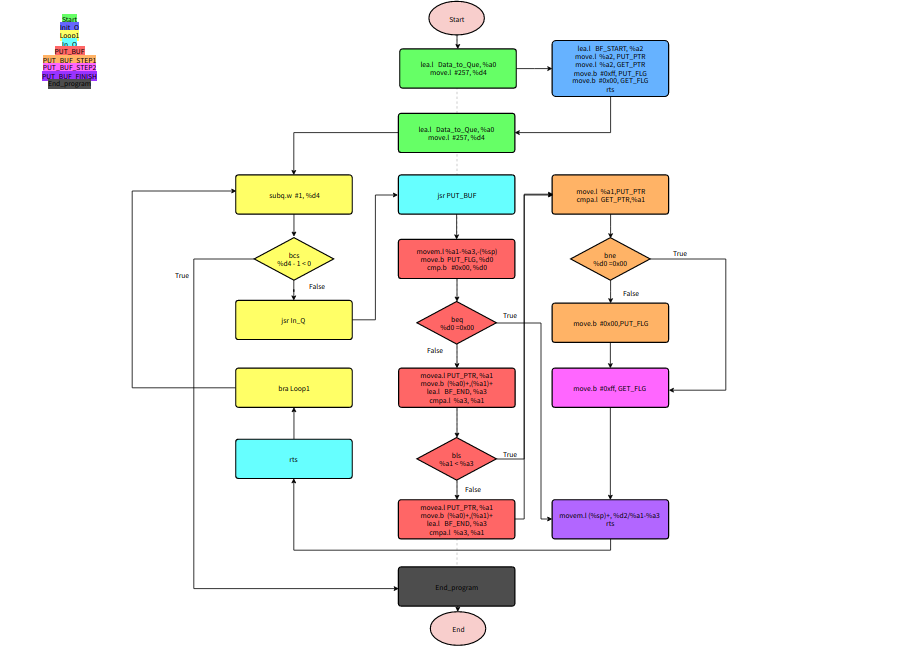 Start
Init_Q
Loop1
In_Q
PUT_BUF
PUT_BUF_STEP1
PUT_BUF_STEP2
PUT_BUF_FINISH
End_program
Start
lea.l Data_to_Que, %a0
move.l #257, %d4
lea.l BF_START, %a2
move.l %a2, PUT_PTR
move.l %a2, GET_PTR
move.b #0xff, PUT_FLG
move.b #0x00, GET_FLG
rts
lea.l Data_to_Que, %a0
move.l #257, %d4
subq.w #1, %d4
jsr PUT_BUF
move.l %a1,PUT_PTR
cmpa.l GET_PTR,%a1
bcs
%d4 - 1 < 0
True
False
movem.l %a1-%a3,-(%sp)
move.b PUT_FLG, %d0
cmp.b #0x00, %d0
bne
%d0 =0x00
True
False
jsr In_Q
beq
%d0 =0x00
True
False
move.b #0x00,PUT_FLG
bra Loop1
movea.l PUT_PTR, %a1
move.b (%a0)+,(%a1)+
lea.l BF_END, %a3
cmpa.l %a3, %a1
move.b #0xff, GET_FLG
rts
bls
%a1 < %a3
True
False
movea.l PUT_PTR, %a1
move.b (%a0)+,(%a1)+
lea.l BF_END, %a3
cmpa.l %a3, %a1
movem.l (%sp)+, %d2/%a1-%a3
rts
End_program
End